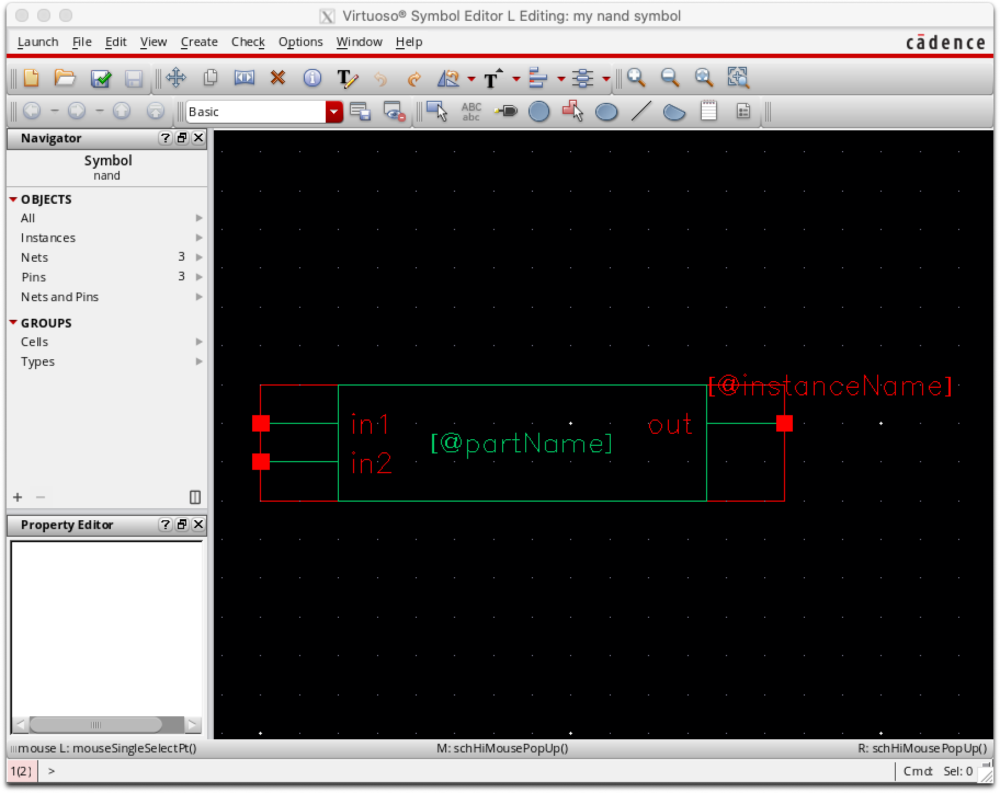 Virtuoso® Symbol Editor L Editing: my nand symbol
Launch File Edit View Create Check Options Window Help
cādence
Basic
ABC
abc
Navigator
Symbol
nand
OBJECTS
All
Instances
Nets 3
Pins 3
Nets and Pins
GROUPS
Cells
Types
Property Editor
[@instanceName]
in1
out
[@partName]
in2
mouse L: mouseSingleSelectPt()
M: schHiMousePopUp()
R: schHiMousePopUp()
1(2)
>
Cmd: Sel: 0